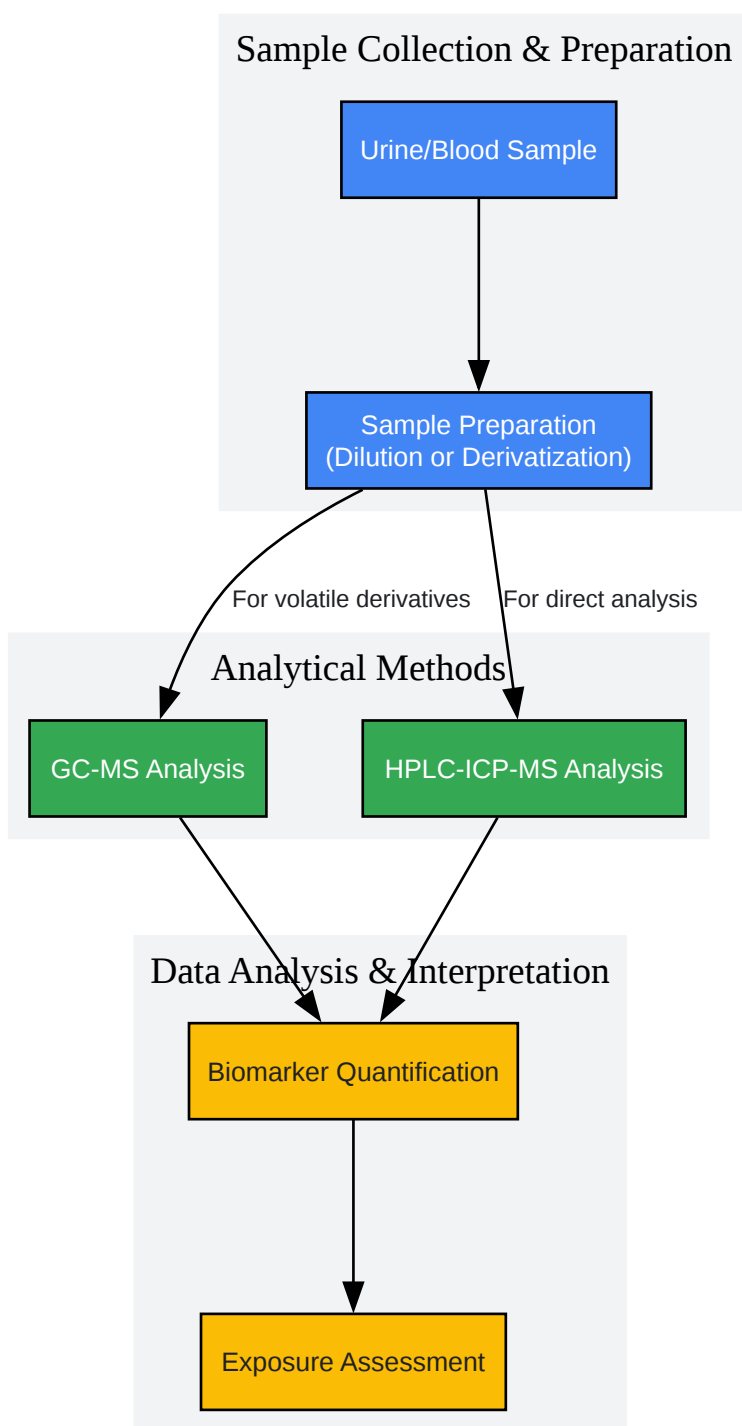 Sample Collection & Preparation
Urine/Blood Sample
Sample Preparation
(Dilution or Derivatization)
For volatile derivatives
For direct analysis
Analytical Methods
GC-MS Analysis
HPLC-ICP-MS Analysis
Data Analysis & Interpretation
Biomarker Quantification
Exposure Assessment